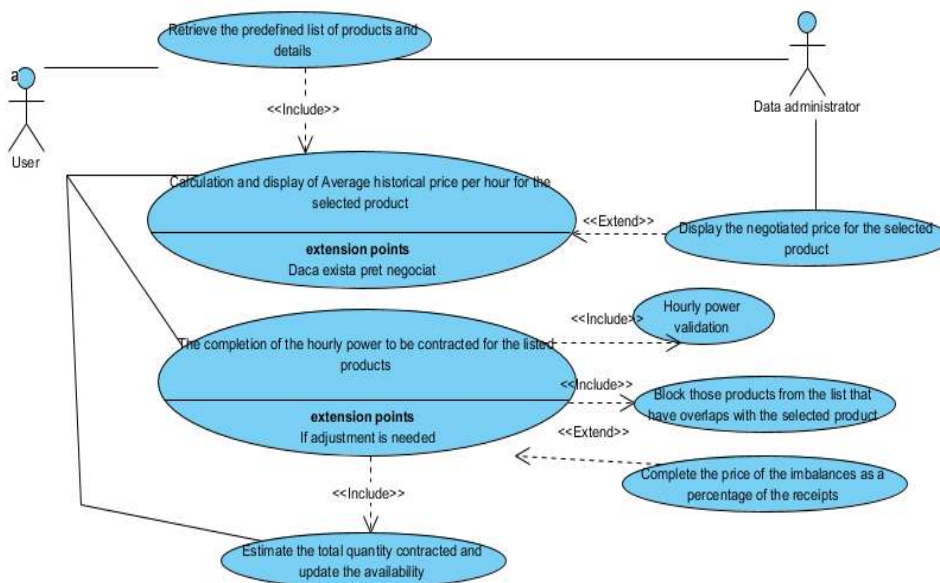 Retrieve the predefined list of products and
details
a
User
Data administrator
<<Include>>
Calculation and display of Average historical price per hour for the
selected product
extension points
Daca exista pret negociat
<<Extend>>
Display the negotiated price for the selected
product
<<Include>>
Hourly power
validation
The completion of the hourly power to be contracted for the listed
products
extension points
If adjustment is needed
<<Include>>
Block those products from the list that
have overlaps with the selected product
<<Extend>>
Complete the price of the imbalances as a
percentage of the receipts
<<Include>>
Estimate the total quantity contracted and
update the availability